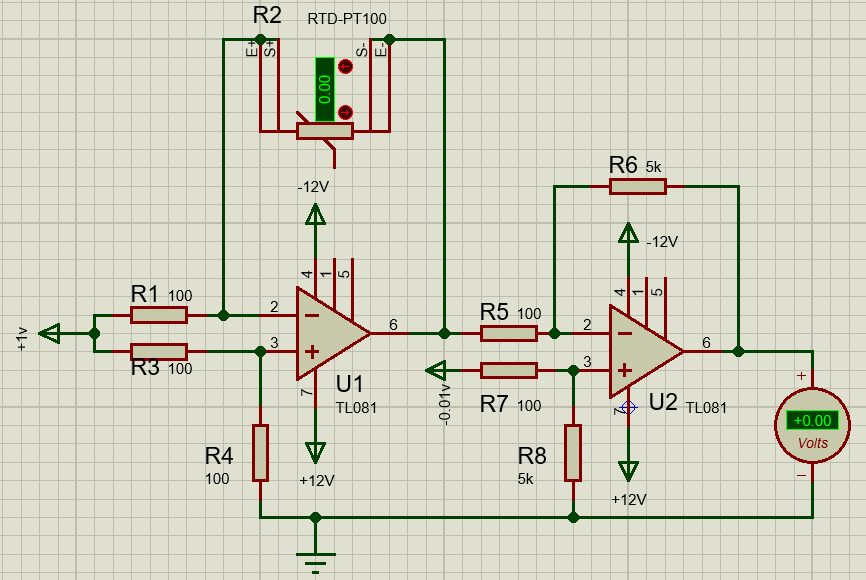 R2
RTD-PT100
E+
S+
S-
E-
0.00
R6 5k
-12V
-12V
4
1
5
4
1
5
R1 100
2
R5 100
2
+1v
6
6
3
3
R3 100
+
7
U1
TL081
-0.01v
R7 100
7
U2 TL081
+0.00
Volts
R4
100
R8
5k
-
+12V
+12V